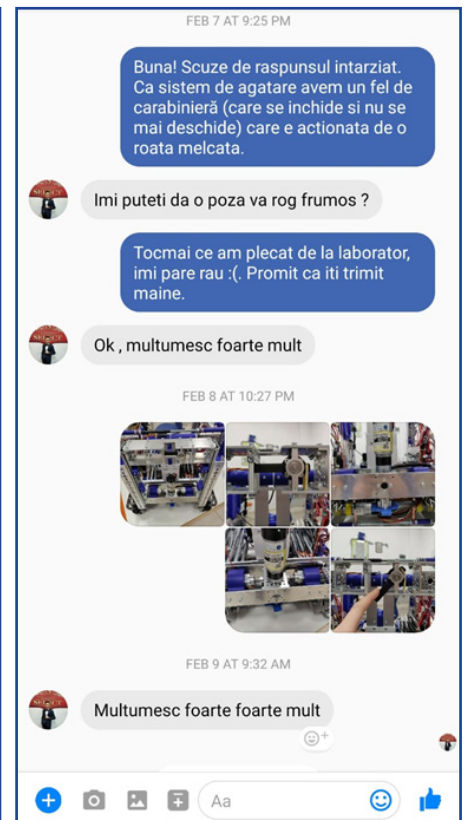 FEB 7 AT 9:25 PM
Buna! Scuze de raspunsul intarziat.
Ca sistem de agatare avem un fel de
carabinieră (care se inchide si nu se
mai deschide) care e actionata de o
roata melcata.
Imi puteti da o poza va rog frumos ?
Tocmai ce am plecat de la laborator,
imi pare rau :(. Promit ca iti trimit
maine.
Ok , multumesc foarte mult
FEB 8 AT 10:27 PM
FEB 9 AT 9:32 AM
Multumesc foarte foarte mult
Aa